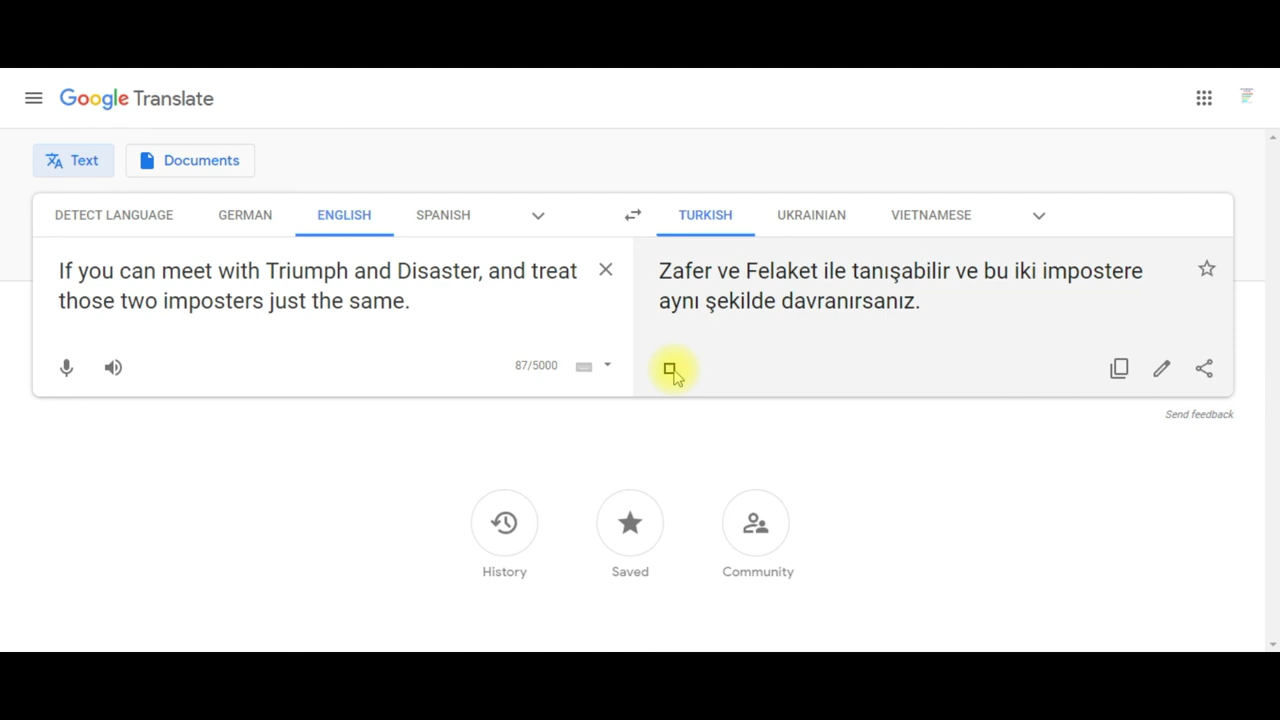 Google Translate
Text
Documents
DETECT LANGUAGE
GERMAN
ENGLISH
SPANISH
TURKISH
UKRAINIAN
VIETNAMESE
If you can meet with Triumph and Disaster, and treat
those two imposters just the same.
Zafer ve Felaket ile tanışabilir ve bu iki impostere
aynı şekilde davranırsanız.
87/5000
Send feedback
History
Saved
Community